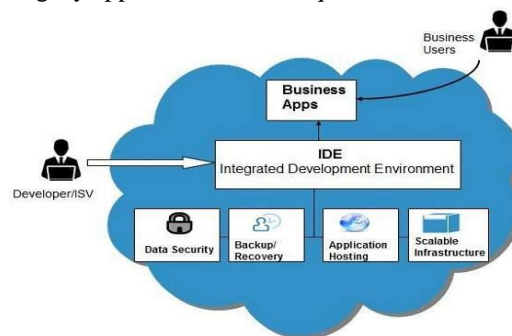 Business
Users
Business
Apps
IDE
Integrated Development Environment
Developer/ISV
Data Security
Backup/
Recovery
Application
Hosting
Scalable
Infrastructure